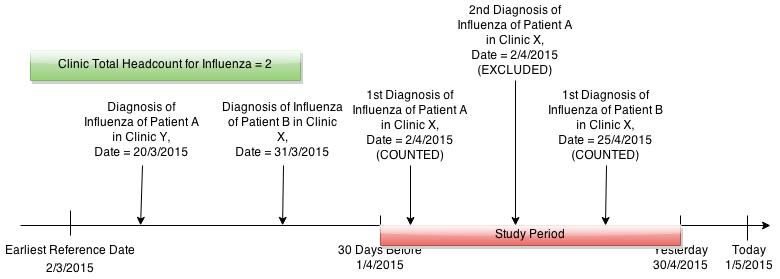 2nd Diagnosis of
Influenza of Patient A
in Clinic X,
Date = 2/4/2015
(EXCLUDED)
Clinic Total Headcount for Influenza = 2
Diagnosis of
Influenza of Patient A
in Clinic Y,
Date = 20/3/2015
Diagnosis of Influenza
of Patient B in Clinic
X,
Date = 31/3/2015
1st Diagnosis of
Influenza of Patient A
in Clinic X,
Date = 2/4/2015
(COUNTED)
1st Diagnosis of
Influenza of Patient B
in Clinic X,
Date = 25/4/2015
(COUNTED)
Study Period
Earliest Reference Date
2/3/2015
30 Days Before
1/4/2015
Yesterday
30/4/2015
Today
1/5/2015